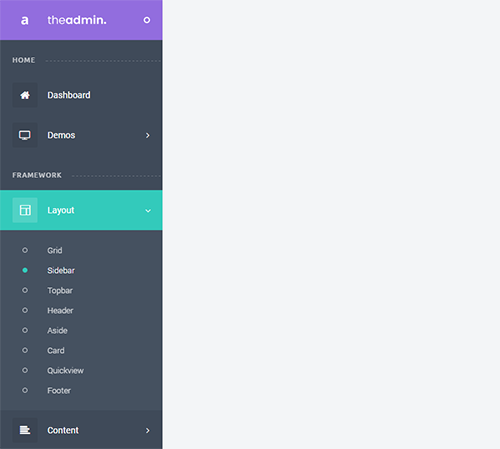 a theadmin.
HOME
Dashboard
Demos
FRAMEWORK
Layout
Grid
Sidebar
Topbar
Header
Aside
Card
Quickview
Footer
Content